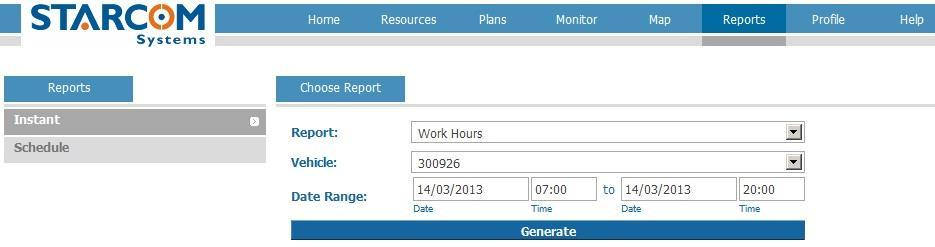 STARCOM
Systems
Home Resources Plans Monitor Map Reports Profile Help
Reports
Choose Report
Instant
Schedule
Report: Work Hours
Vehicle: 300926
Date Range: 14/03/2013 07:00 to 14/03/2013 20:00
Date Time Date Time
Generate